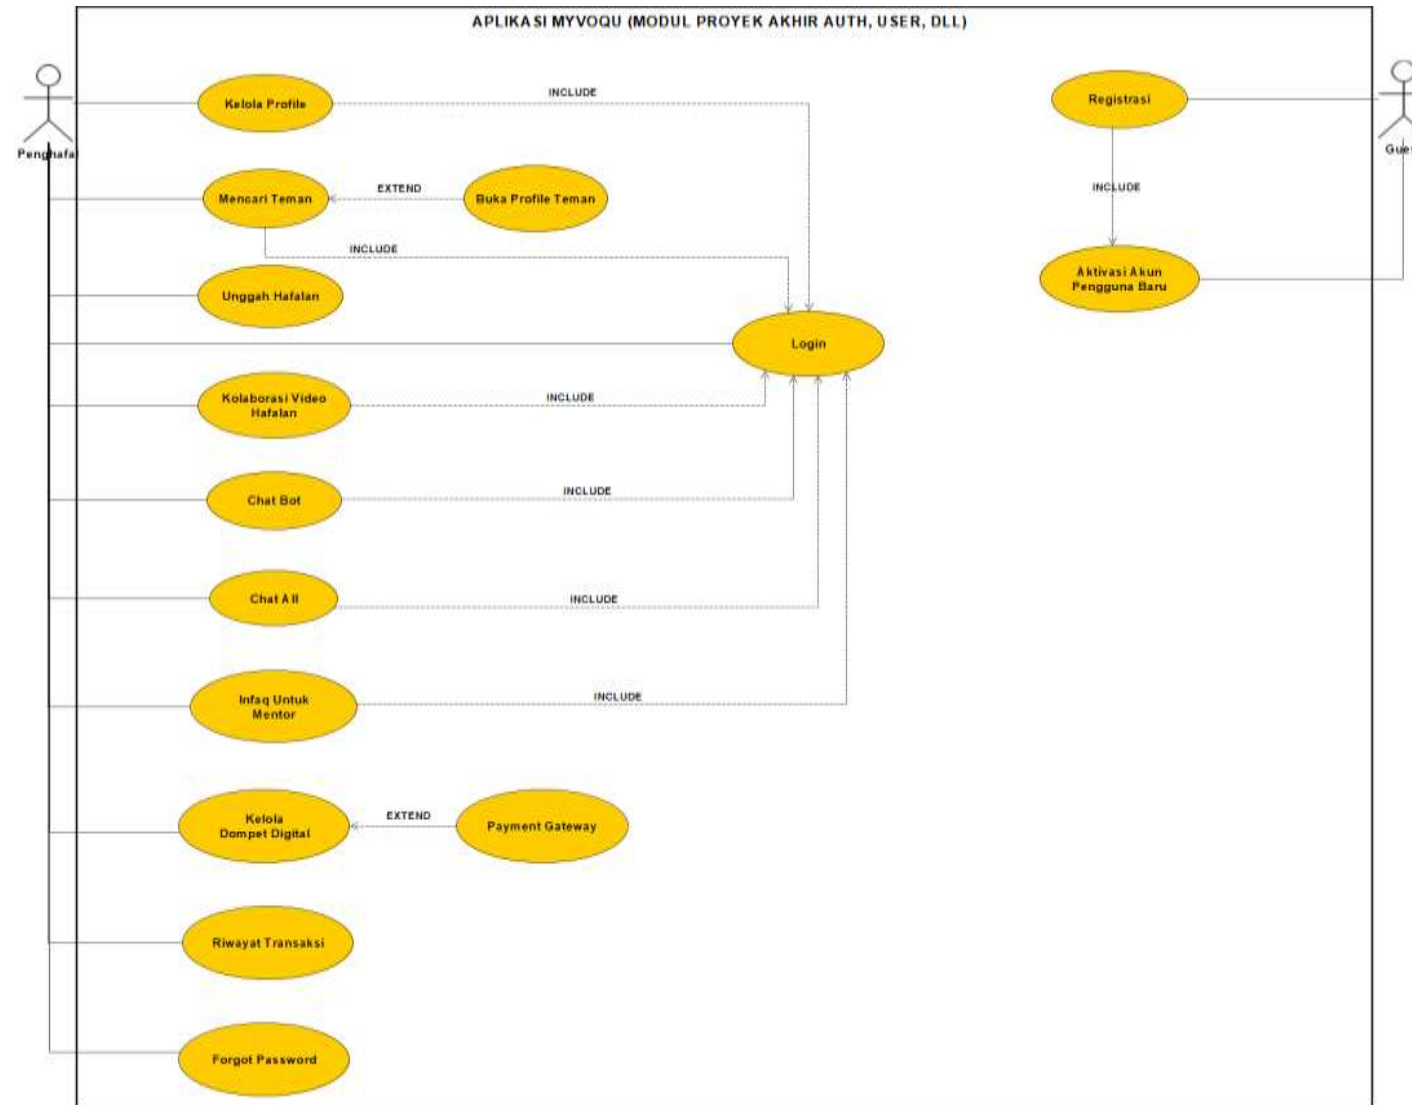 APLIKASI MYVOQU (MODUL PROYEK AKHIR AUTH, USER, DLL)
Kelola Profile
INCLUDE
Registrasi
Penghafal
Gues
Mencari Teman
EXTEND
Buka Profile Teman
INCLUDE
INCLUDE
Aktivasi Akun
Pengguna Baru
Unggah Hafalan
Login
Kolaborasi Video
Hafalan
INCLUDE
Chat Bot
INCLUDE
Chat All
INCLUDE
Infaq Untuk
Mentor
INCLUDE
Kelola
Dompet Digital
EXTEND
Payment Gateway
Riwayat Transaksi
Forgot Password